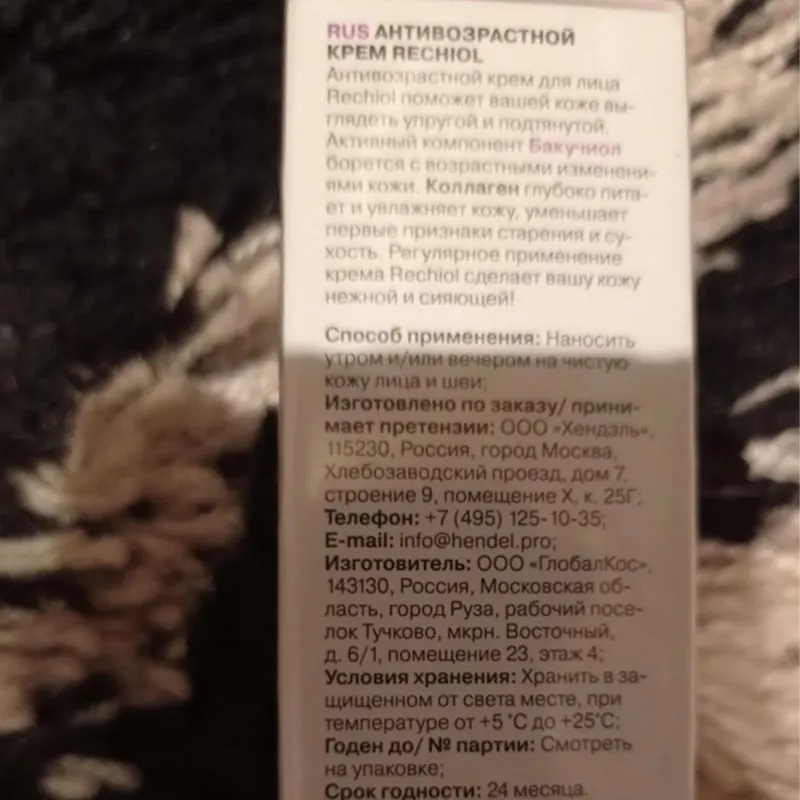 RUS АНТИВОЗРАСТНОЙ
КРЕМ RECHIOL
Антивозрастной крем для лица
Rechiol поможет вашей коже вы-
глядеть упругой и подтянутой.
Активный компонент Бакучиол
борется с возрастными изменени-
ями кожи. Коллаген глубоко пита-
ет и увлажняет кожу, уменьшает
первые признаки старения и су-
хость. Регулярное применение
крема Rechiol сделает вашу кожу
нежной и сияющей!
Способ применения: Наносить
утром и/или вечером на чистую
кожу лица и шеи;
Изготовлено по заказу/ прини-
мает претензии: ООО «Хендэль»,
115230, Россия, город Москва,
Хлебозаводский проезд, дом 7,
строение 9, помещение X, к. 25Г;
Телефон: +7 (495) 125-10-35;
E-mail: info@hendel.pro;
Изготовитель: ООО «ГлобалКос»,
143130, Россия, Московская об-
ласть, город Руза, рабочий посе-
лок Тучково, мкрн. Восточный,
д. 6/1, помещение 23, этаж 4;
Условия хранения: Хранить в за-
щищенном от света месте, при
температуре от +5 °C до +25°C;
Годен до/ № партии: Смотреть
на упаковке;
Срок годности: 24 месяца.